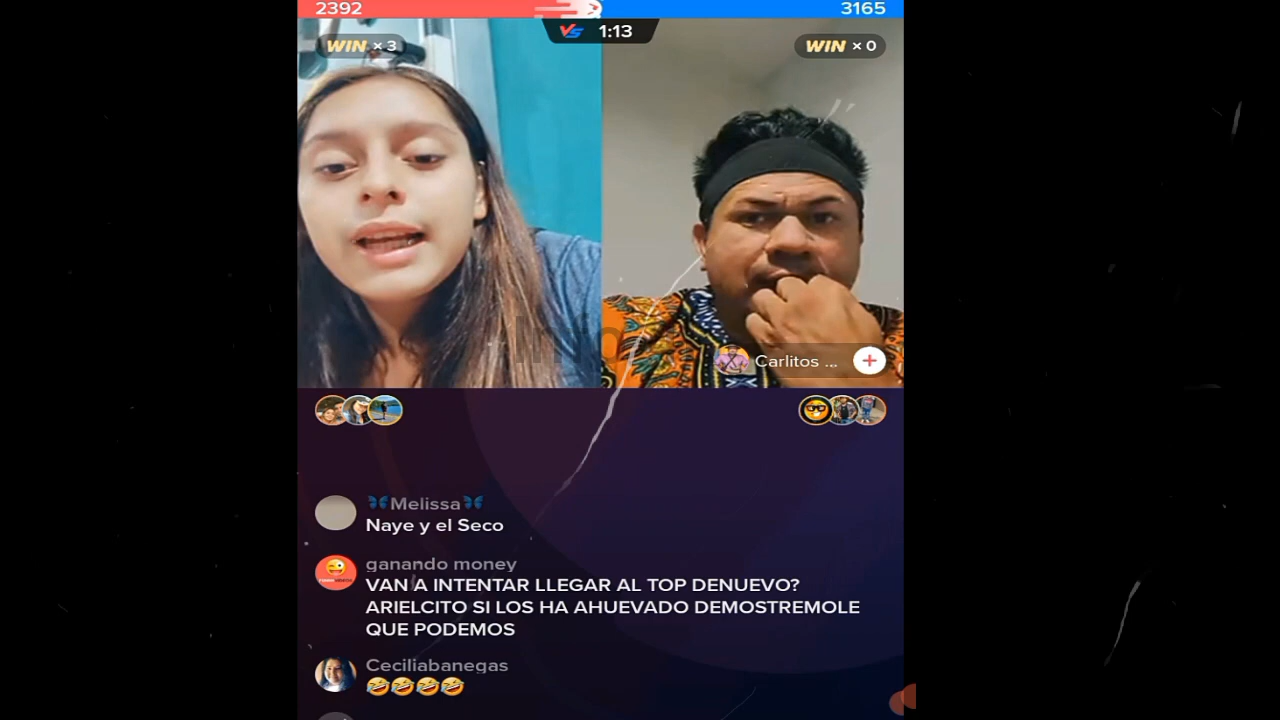 2392
3165
VS 1:13
WIN × 3
WIN × 0
Carlitos ...
Melissa
Naye y el Seco
ganando money
VAN A INTENTAR LLEGAR AL TOP DENUEVO?
ARIELCITO SI LOS HA AHUEVADO DEMOSTREMOLE
QUE PODEMOS
Ceciliabanegas